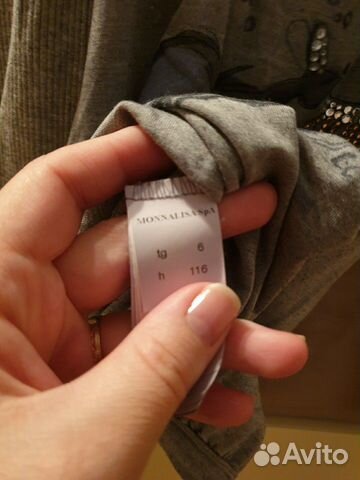 MONNALISA SpA
tg 6
h 116
Avito